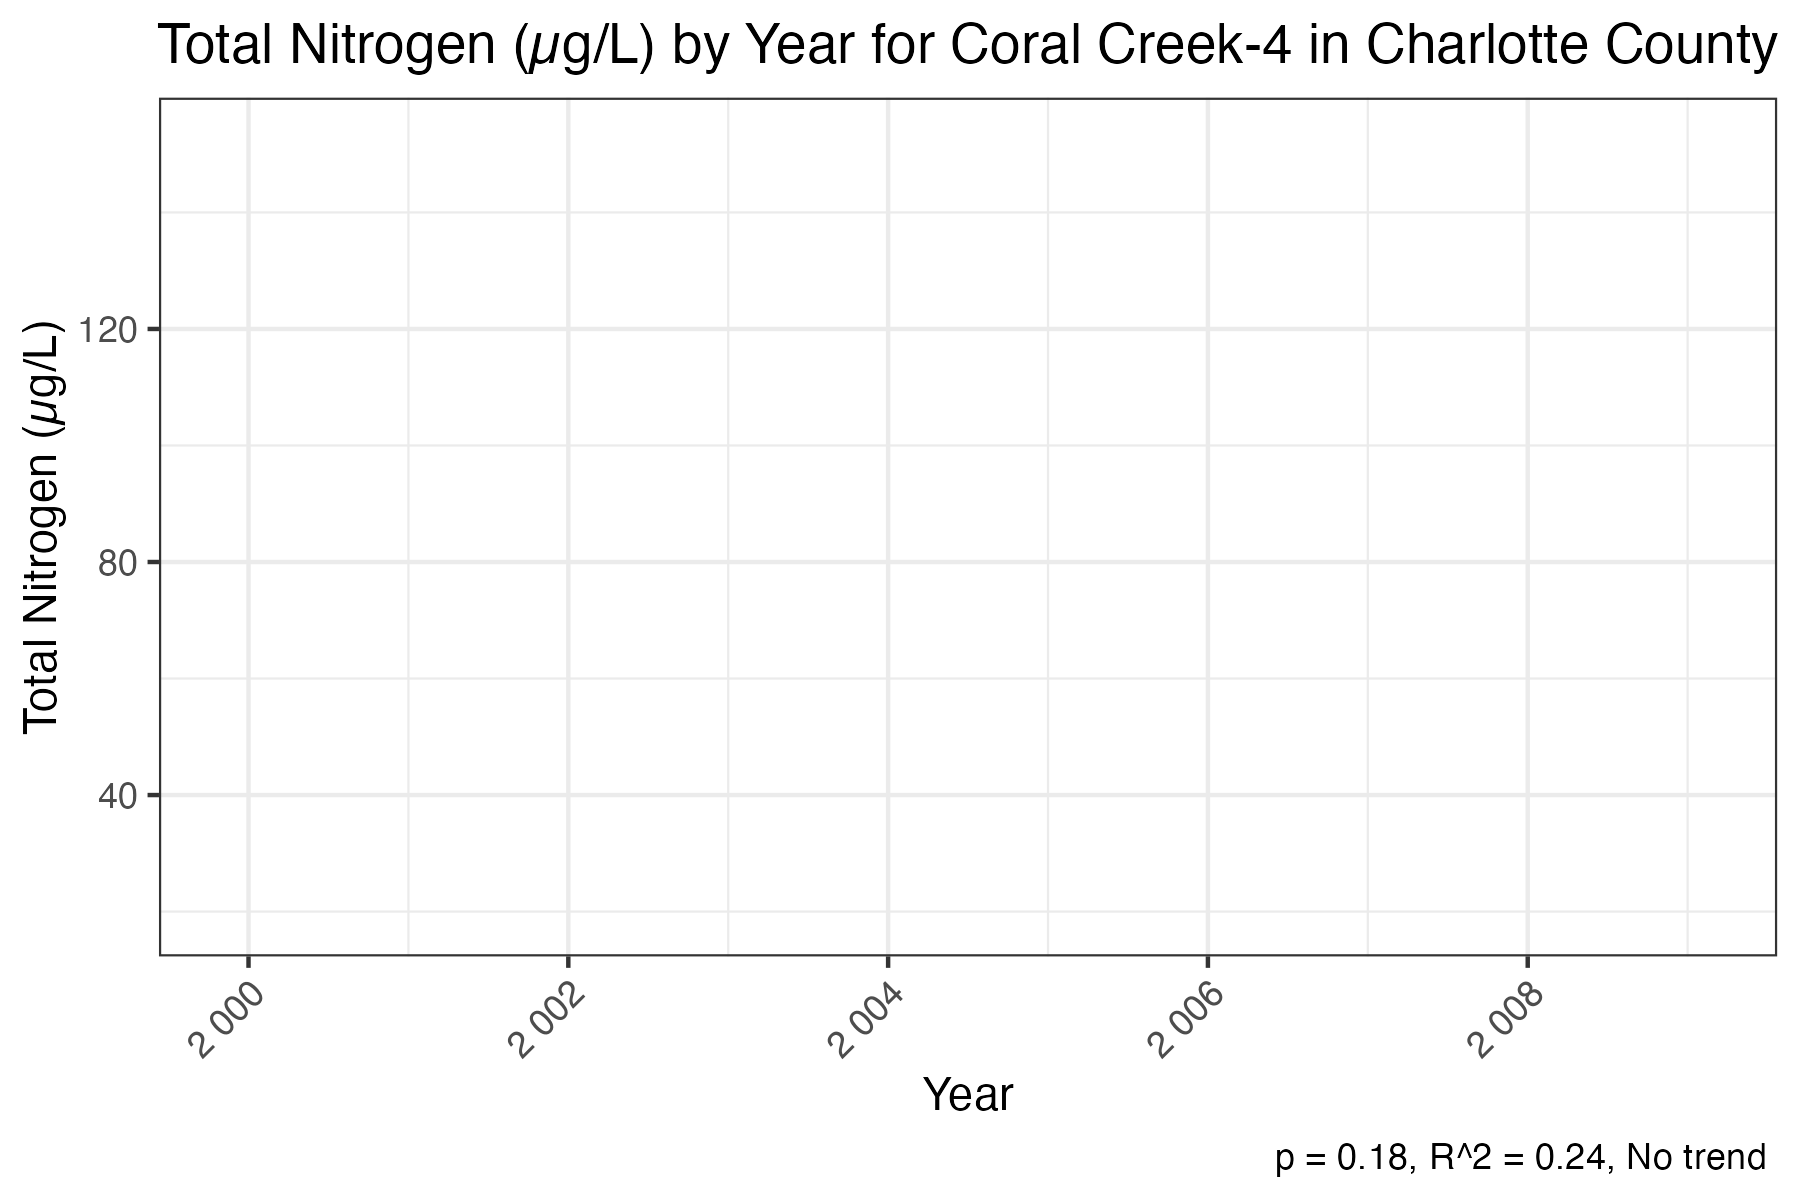 Total Nitrogen (µg/L) by Year for Coral Creek-4 in Charlotte County
Total Nitrogen (µg/L)
120
80
40
2 000
2 002
2 004
2 006
2 008
Year
p = 0.18, R^2 = 0.24, No trend